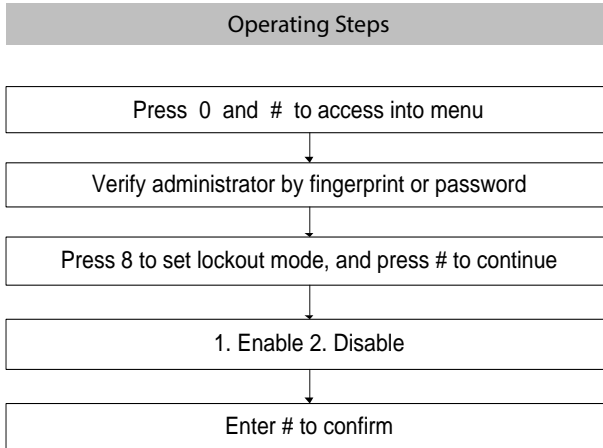 Operating Steps
Press 0 and # to access into menu
Verify administrator by fingerprint or password
Press 8 to set lockout mode, and press # to continue
1. Enable 2. Disable
Enter # to confirm